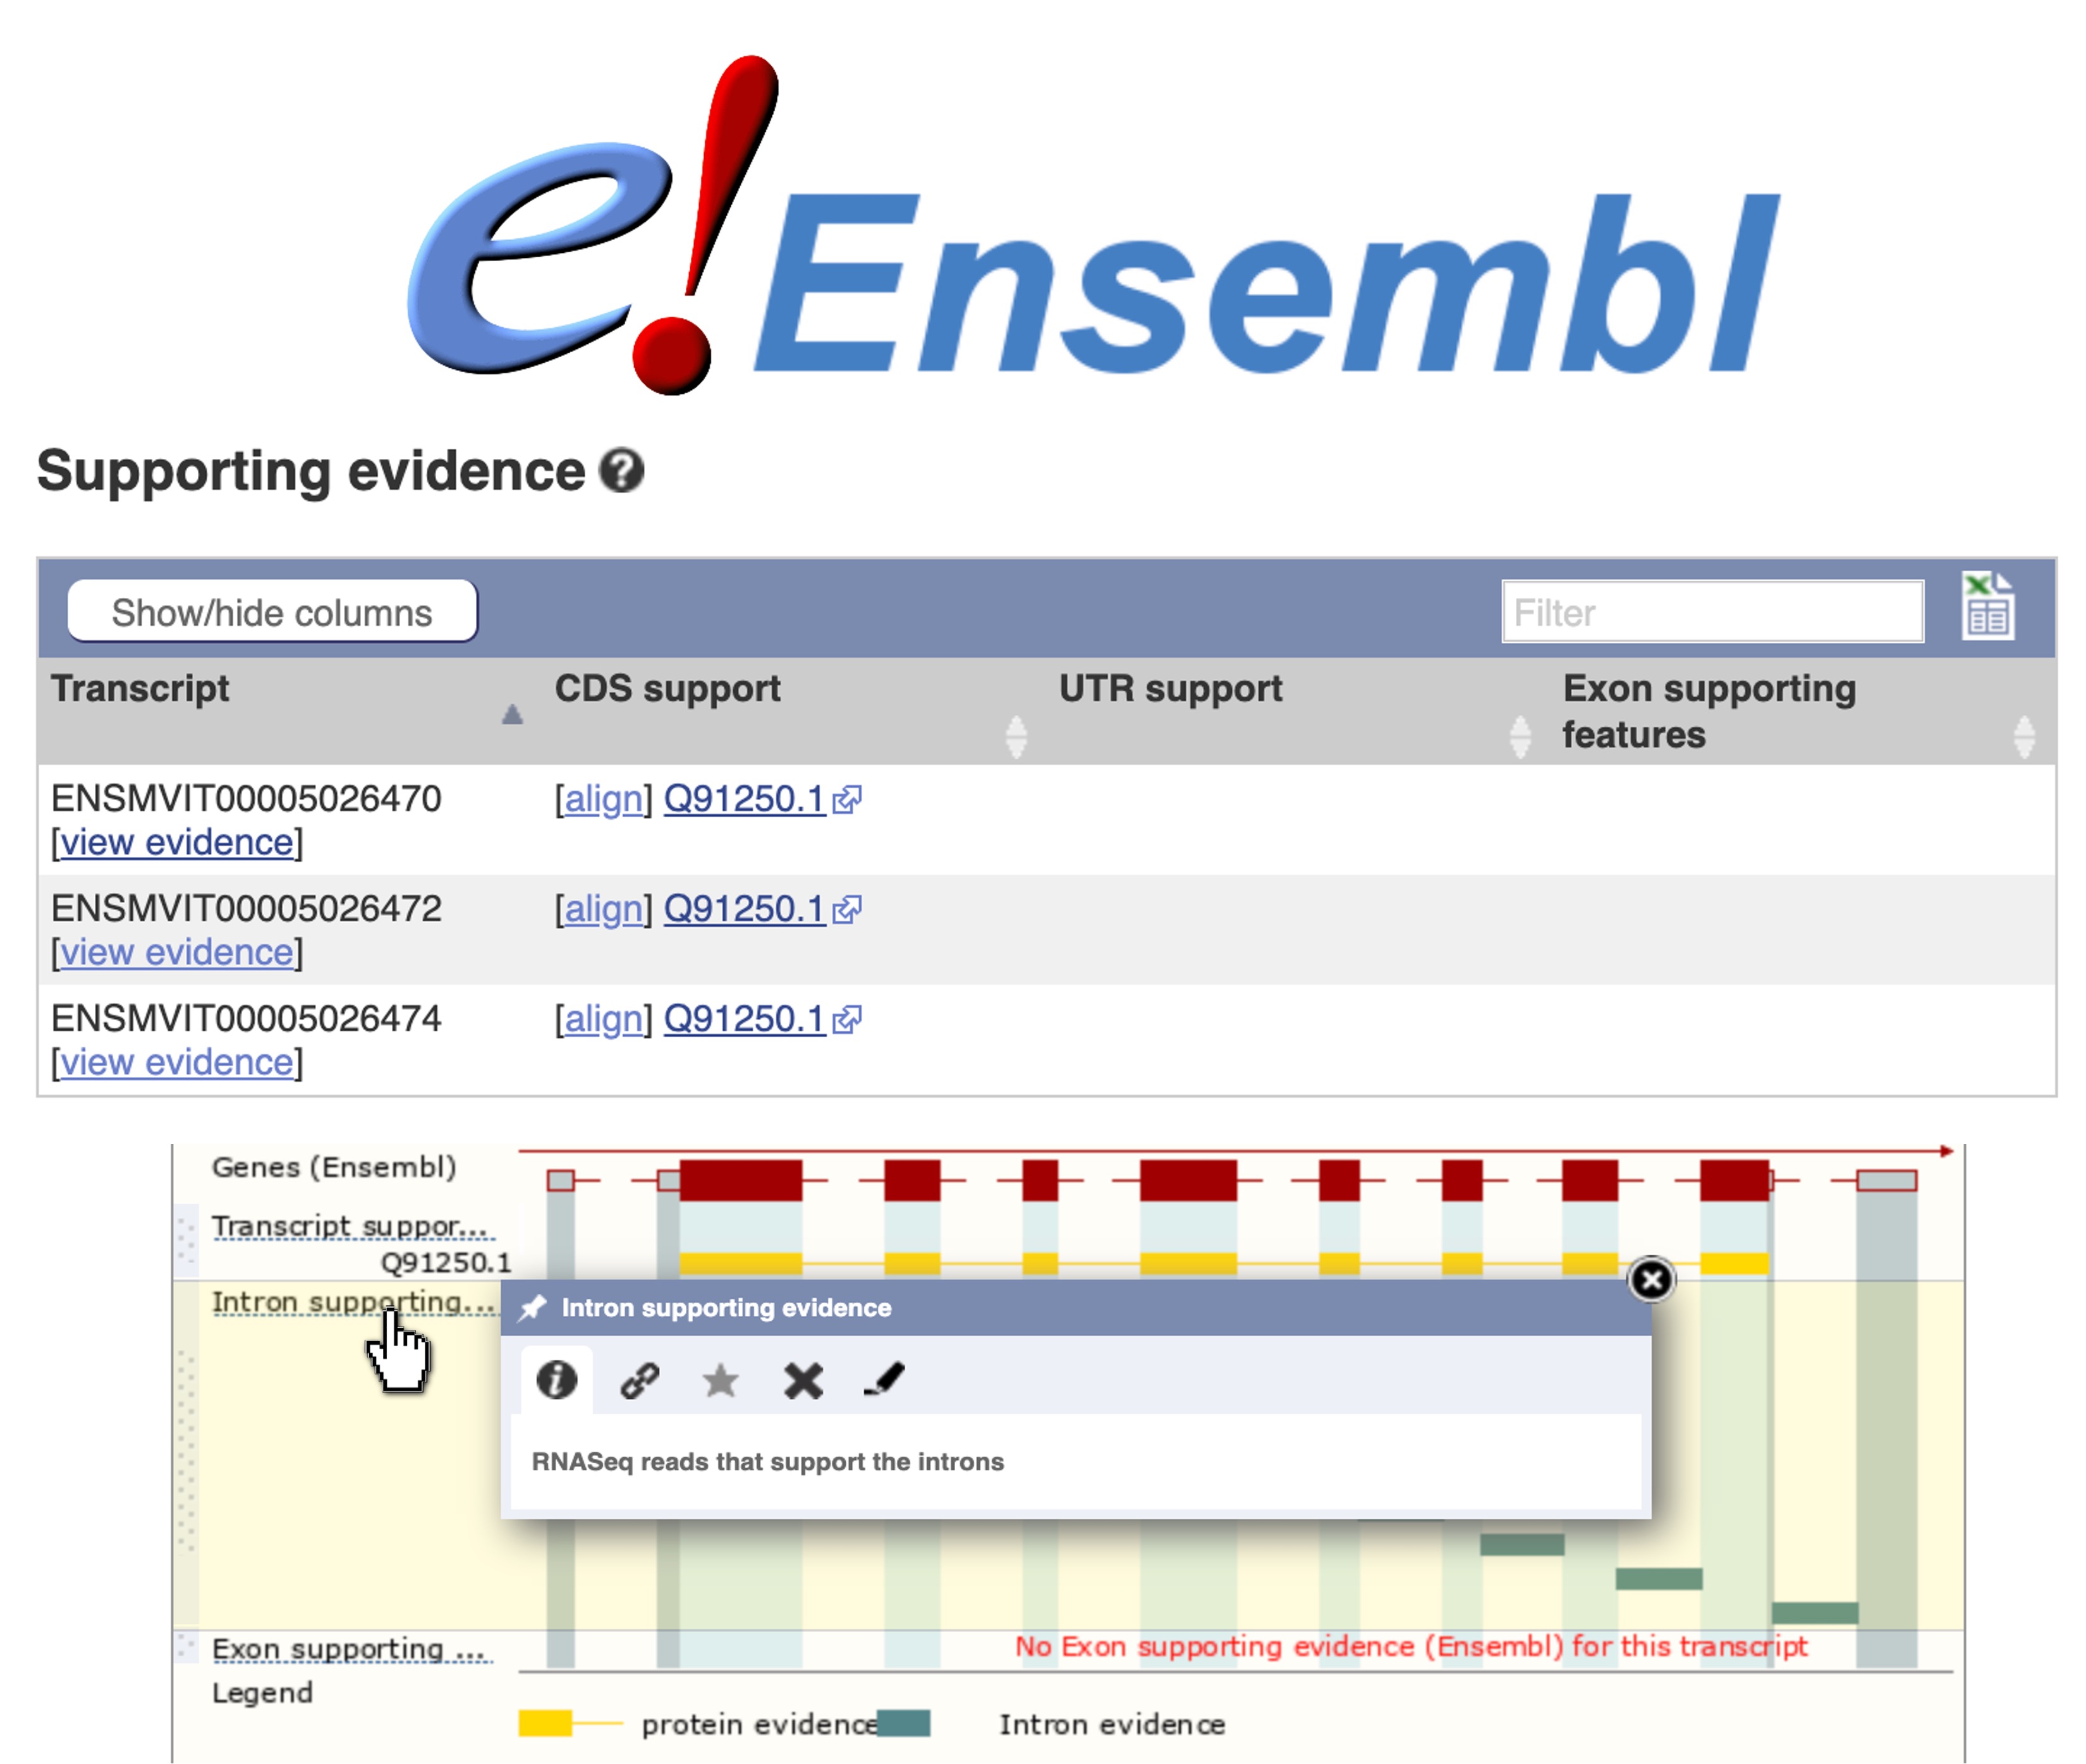 e! Ensembl
Supporting evidence ?
Show/hide columns
Filter
Transcript
CDS support
UTR support
Exon supporting
features
ENSMVIT00005026470
[view evidence]
[align] Q91250.1
ENSMVIT00005026472
[view evidence]
[align] Q91250.1
ENSMVIT00005026474
[view evidence]
[align] Q91250.1
Genes (Ensembl)
Transcript suppor...
Q91250.1
Intron supporting...
Intron supporting evidence
RNASeq reads that support the introns
Exon supporting ...
No Exon supporting evidence (Ensembl) for this transcript
Legend
protein evidence
Intron evidence